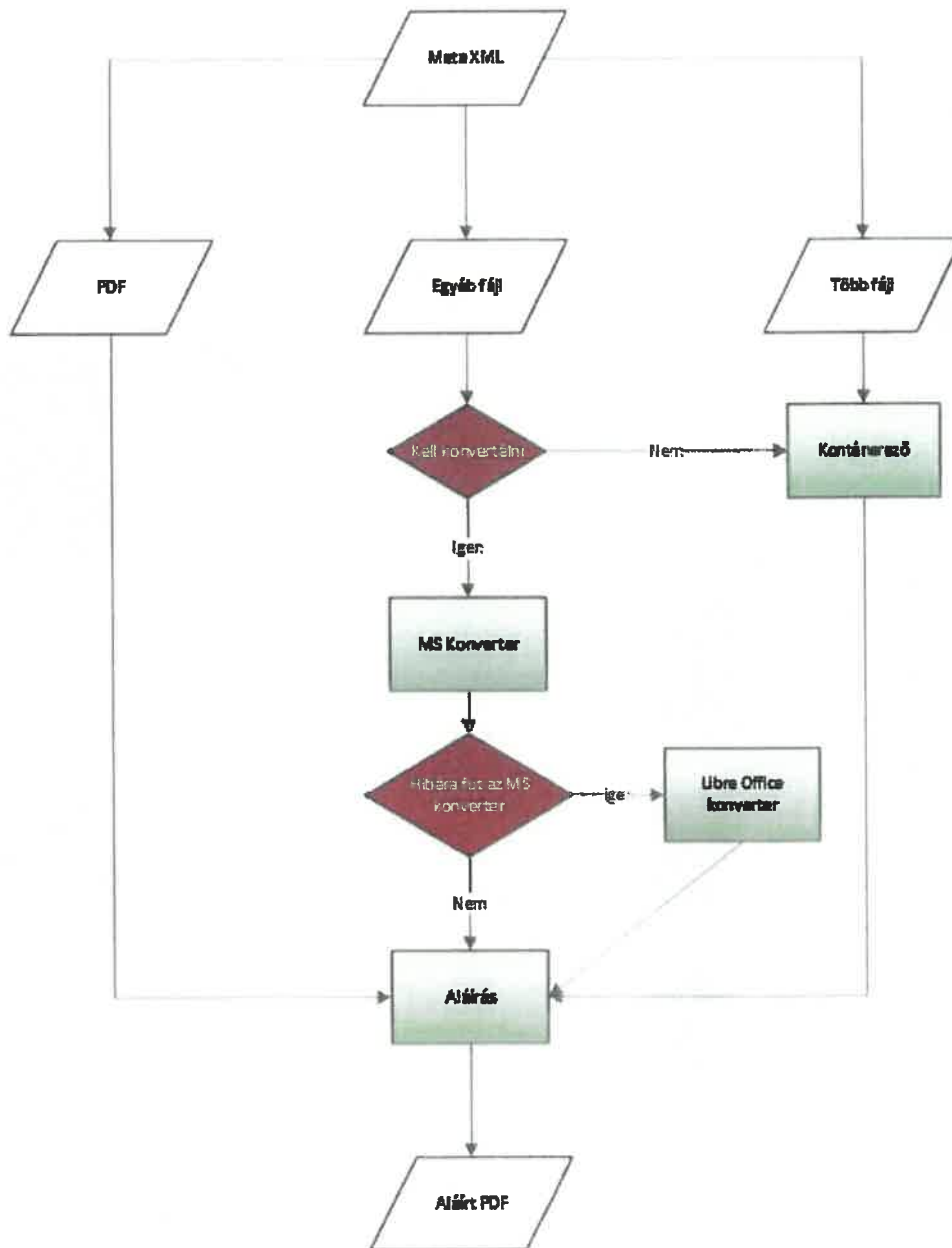 Meta XML
PDF
Egyéb fájl
Több fájl
Kell konvertálni
Nem
Konténerező
Igen
MS Konverter
Hibára fut az MS
konverter
Igen
Libre Office
konverter
Nem
Aláírás
Aláírt PDF